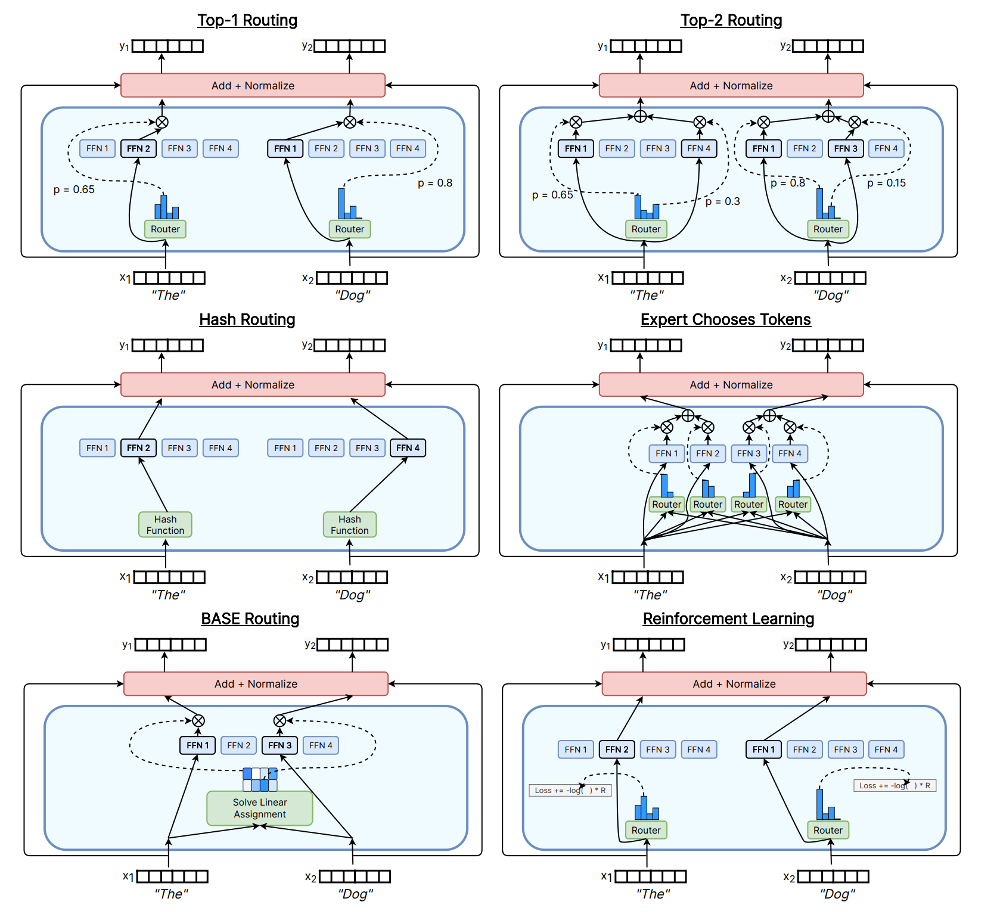 Top-1 Routing
y1 y2
Add + Normalize
FFN 1 FFN 2 FFN 3 FFN 4 FFN 1 FFN 2 FFN 3 FFN 4
p = 0.65 p = 0.8
Router Router
x1 x2
"The" "Dog"
Top-2 Routing
y1 y2
Add + Normalize
FFN 1 FFN 2 FFN 3 FFN 4 FFN 1 FFN 2 FFN 3 FFN 4
p = 0.65 p = 0.3 p = 0.8 p = 0.15
Router Router
x1 x2
"The" "Dog"
Hash Routing
y1 y2
Add + Normalize
FFN 1 FFN 2 FFN 3 FFN 4 FFN 1 FFN 2 FFN 3 FFN 4
Hash Hash
Function Function
x1 x2
"The" "Dog"
Expert Chooses Tokens
y1 y2
Add + Normalize
FFN 1 FFN 2 FFN 3 FFN 4
Router Router Router Router
x1 x2
"The" "Dog"
BASE Routing
y1 y2
Add + Normalize
FFN 1 FFN 2 FFN 3 FFN 4
Solve Linear
Assignment
x1 x2
"The" "Dog"
Reinforcement Learning
y1 y2
Add + Normalize
FFN 1 FFN 2 FFN 3 FFN 4 FFN 1 FFN 2 FFN 3 FFN 4
Loss += -log( ) * R Loss += -log( ) * R
Router Router
x1 x2
"The" "Dog"